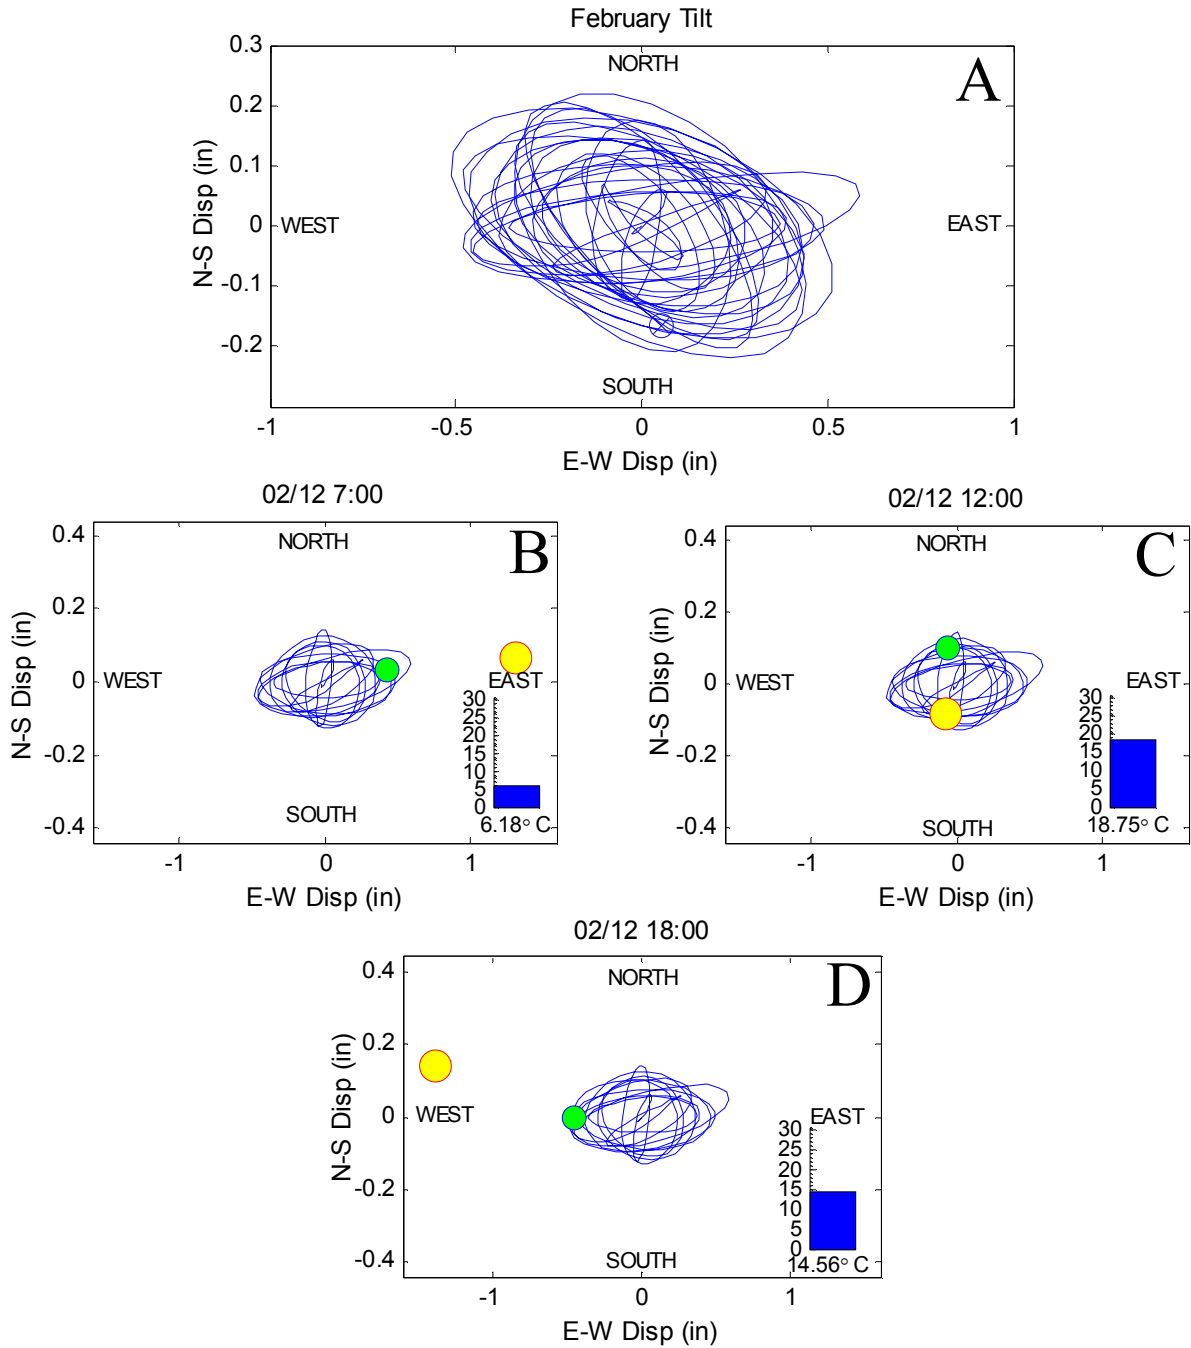 February Tilt
A
0.3
0.2
0.1
0
-0.1
-0.2
N-S Disp (in)
NORTH
WEST
EAST
SOUTH
-1 -0.5 0 0.5 1
E-W Disp (in)
02/12 7:00
B
0.4
0.2
0
-0.2
-0.4
N-S Disp (in)
NORTH
WEST
EAST
SOUTH
30
25
20
15
10
5
0
6.18° C
-1 0 1
E-W Disp (in)
02/12 12:00
C
0.4
0.2
0
-0.2
-0.4
N-S Disp (in)
NORTH
WEST
EAST
SOUTH
30
25
20
15
10
5
0
18.75° C
-1 0 1
E-W Disp (in)
02/12 18:00
D
0.4
0.2
0
-0.2
-0.4
N-S Disp (in)
NORTH
WEST
EAST
SOUTH
30
25
20
15
10
5
0
14.56° C
-1 0 1
E-W Disp (in)